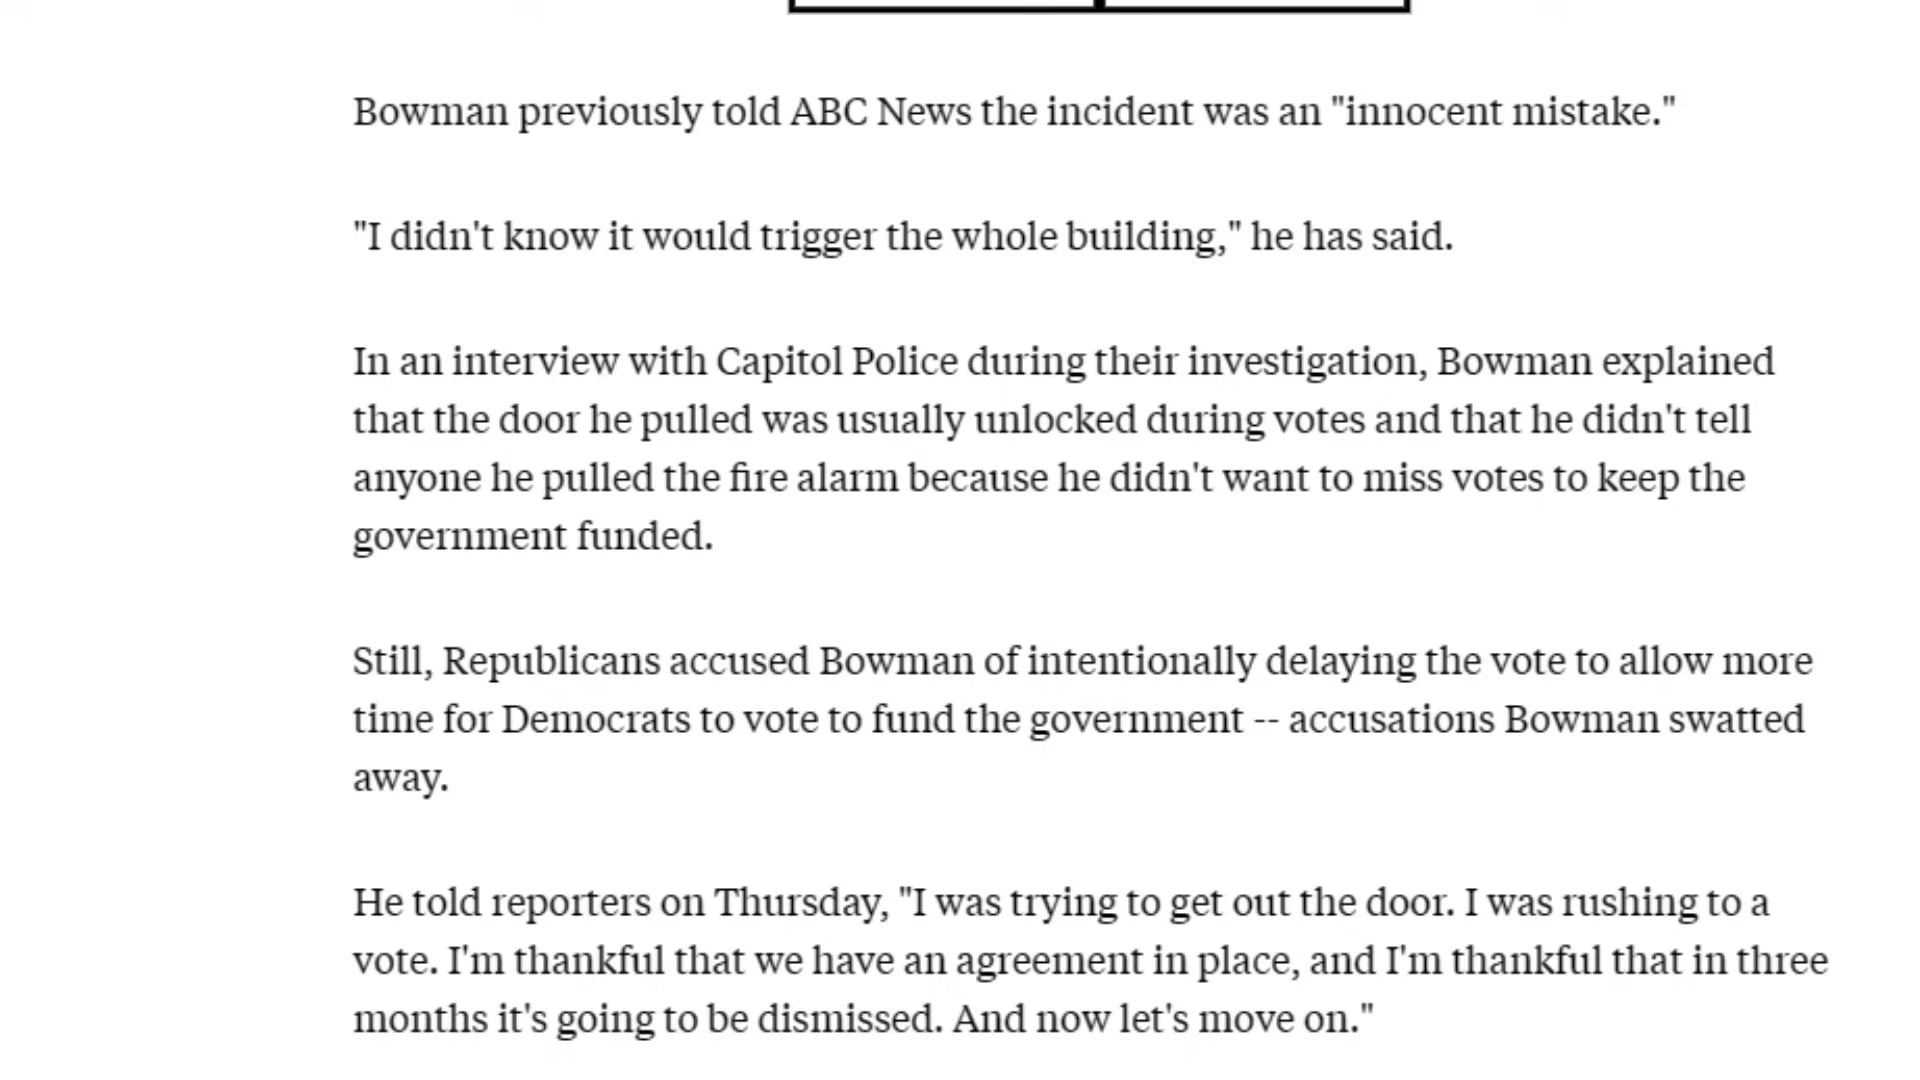 Bowman previously told ABC News the incident was an "innocent mistake."
"I didn't know it would trigger the whole building," he has said.
In an interview with Capitol Police during their investigation, Bowman explained
that the door he pulled was usually unlocked during votes and that he didn't tell
anyone he pulled the fire alarm because he didn't want to miss votes to keep the
government funded.
Still, Republicans accused Bowman of intentionally delaying the vote to allow more
time for Democrats to vote to fund the government -- accusations Bowman swatted
away.
He told reporters on Thursday, "I was trying to get out the door. I was rushing to a
vote. I'm thankful that we have an agreement in place, and I'm thankful that in three
months it's going to be dismissed. And now let's move on."